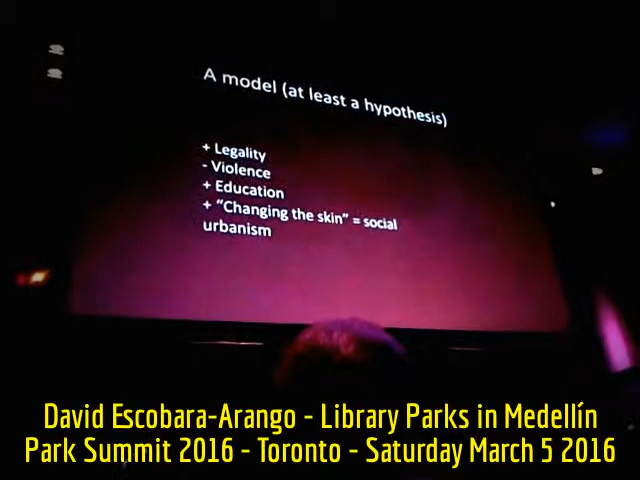 A model (at least a hypothesis)
+ Legality
- Violence
+ Education
+ "Changing the skin" = social
urbanism
David Escobara-Arango - Library Parks in Medellín
Park Summit 2016 - Toronto - Saturday March 5 2016